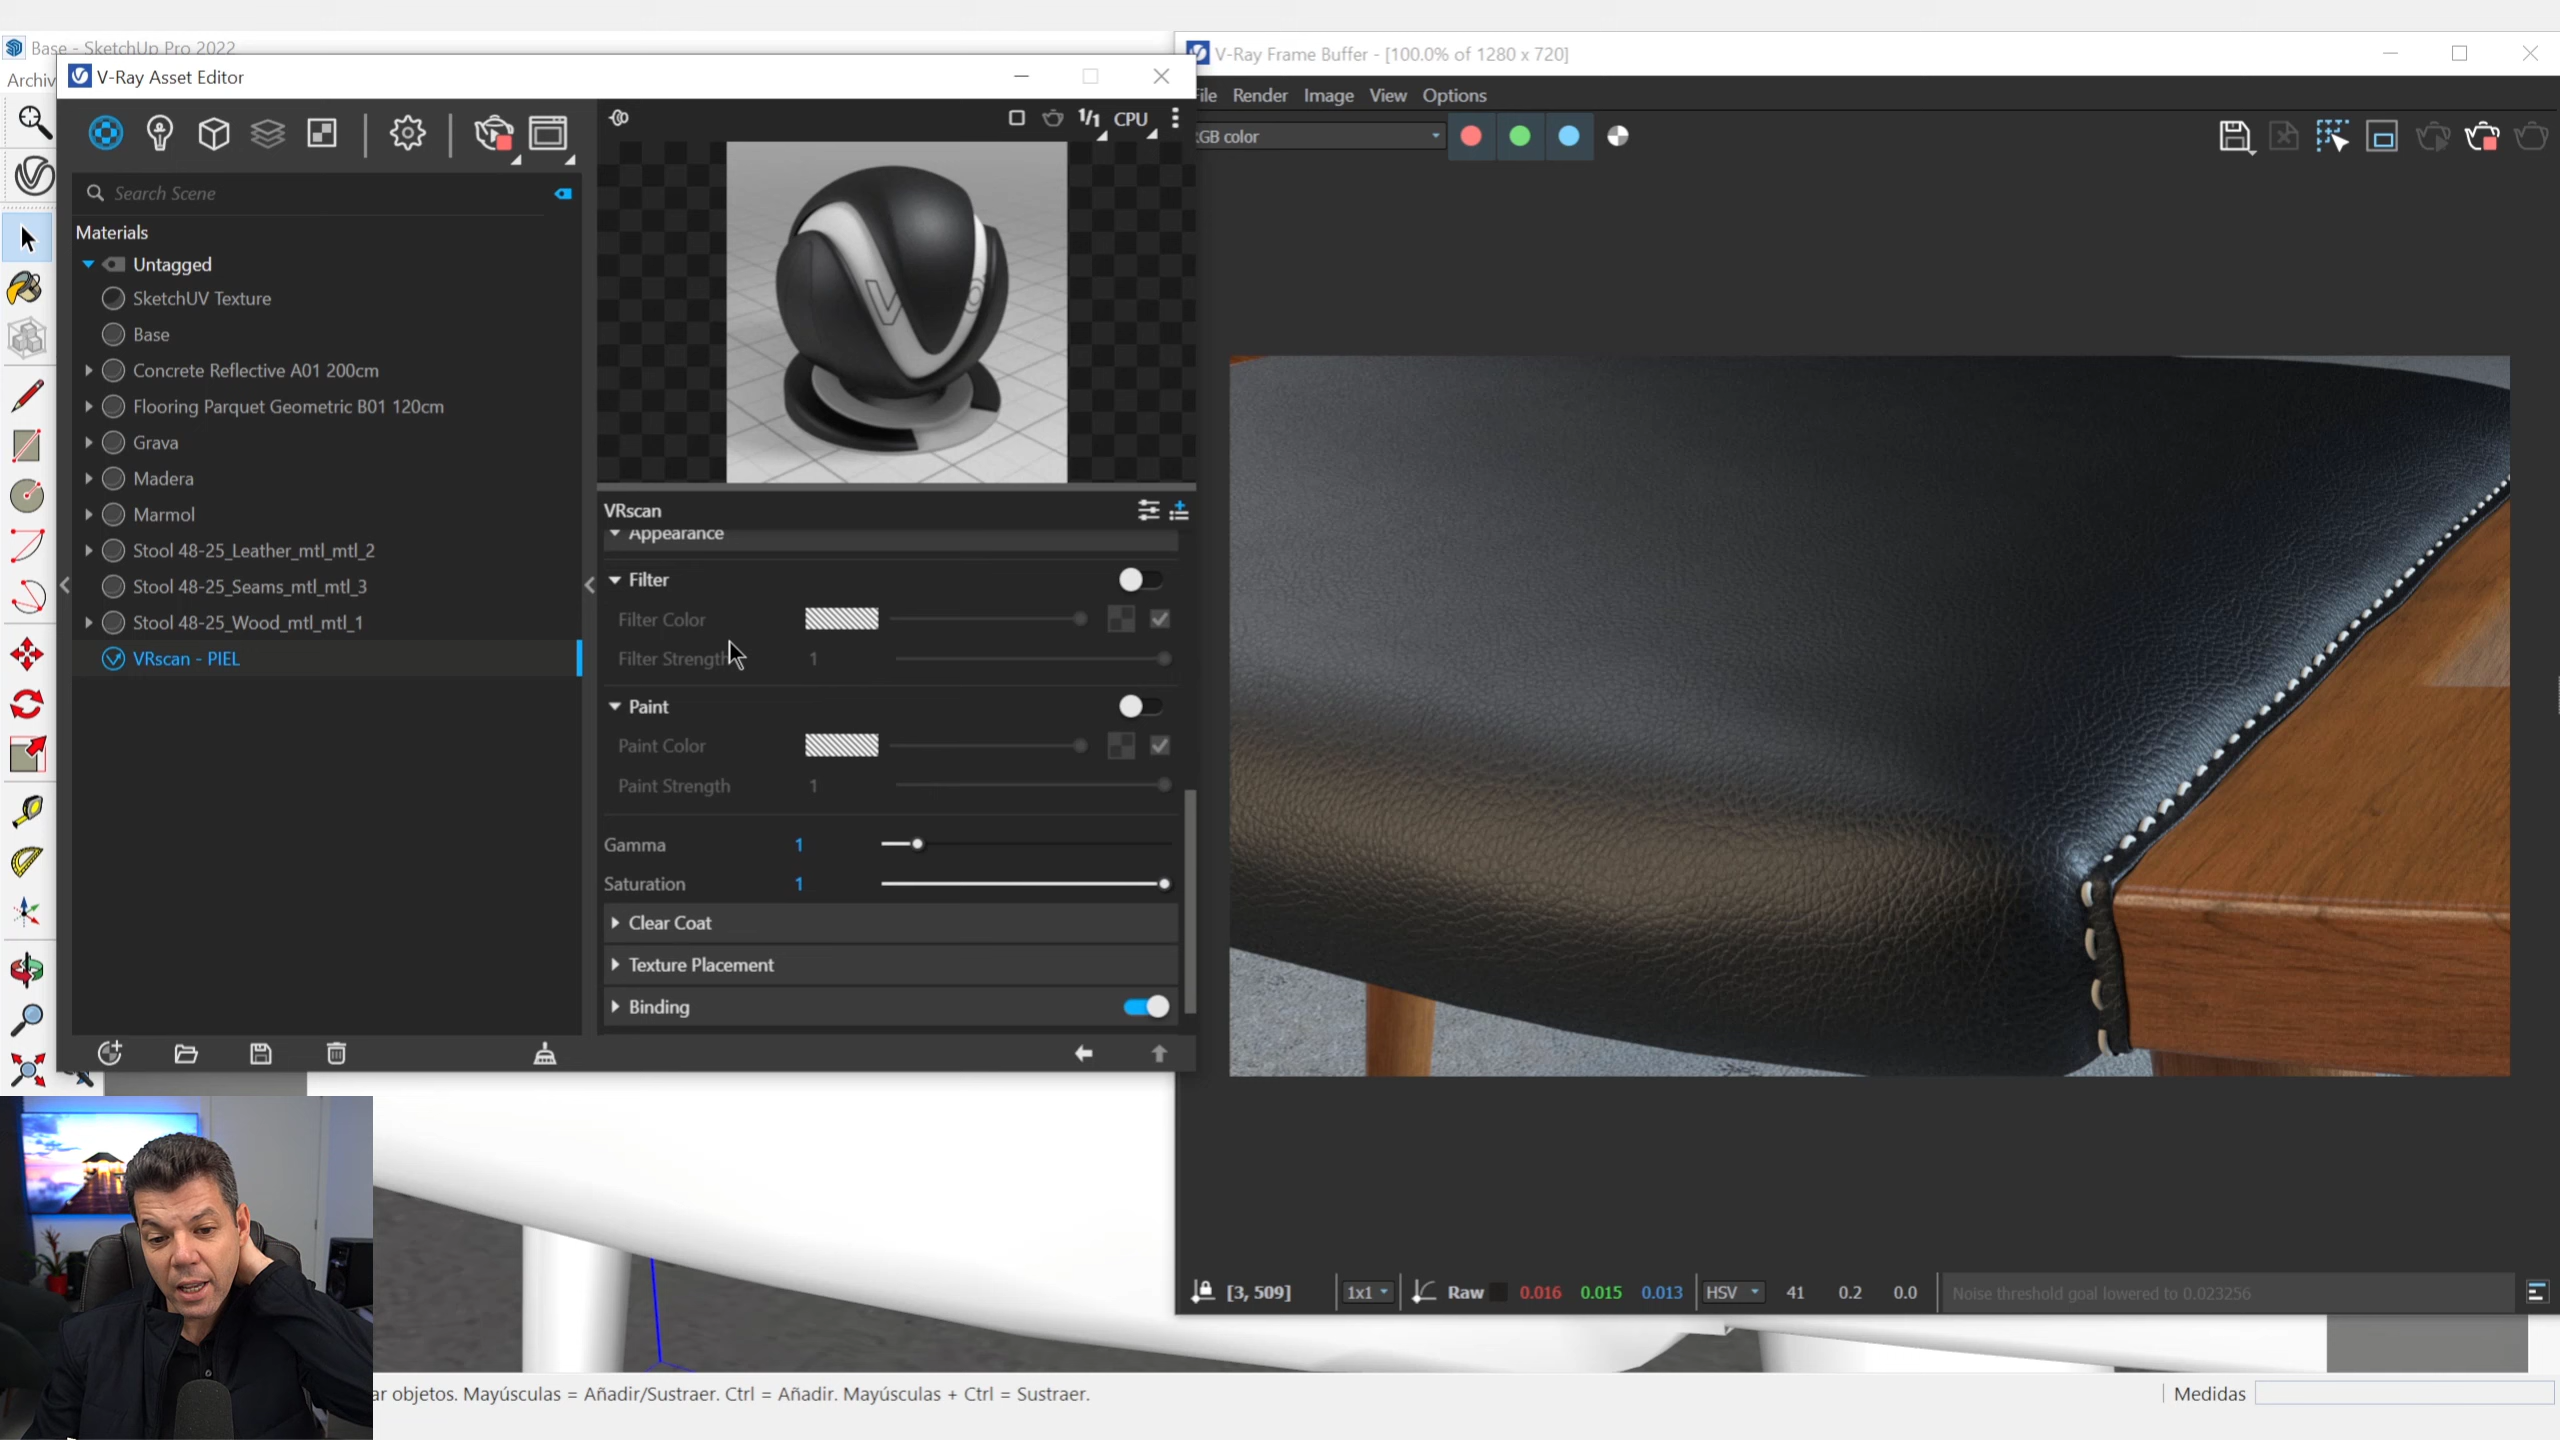 Base - SketchUp Pro 2022
Archiv
V-Ray Asset Editor
1/1
CPU
Search Scene
Materials
Untagged
SketchUV Texture
Base
Concrete Reflective A01 200cm
Flooring Parquet Geometric B01 120cm
Grava
Madera
Marmol
Stool 48-25_Leather_mtl_mtl_2
Stool 48-25_Seams_mtl_mtl_3
Stool 48-25_Wood_mtl_mtl_1
VRscan - PIEL
VRscan
Appearance
Filter
Filter Color
Filter Strength 1
Paint
Paint Color
Paint Strength 1
Gamma 1
Saturation 1
Clear Coat
Texture Placement
Binding
V-Ray Frame Buffer - [100.0% of 1280 x 720]
ile Render Image View Options
GB color
[3, 509] 1x1 Raw 0.016 0.015 0.013 HSV 41 0.2 0.0 Noise threshold goal lowered to 0.023256
ar objetos. Mayúsculas = Añadir/Sustraer. Ctrl = Añadir. Mayúsculas + Ctrl = Sustraer.
Medidas